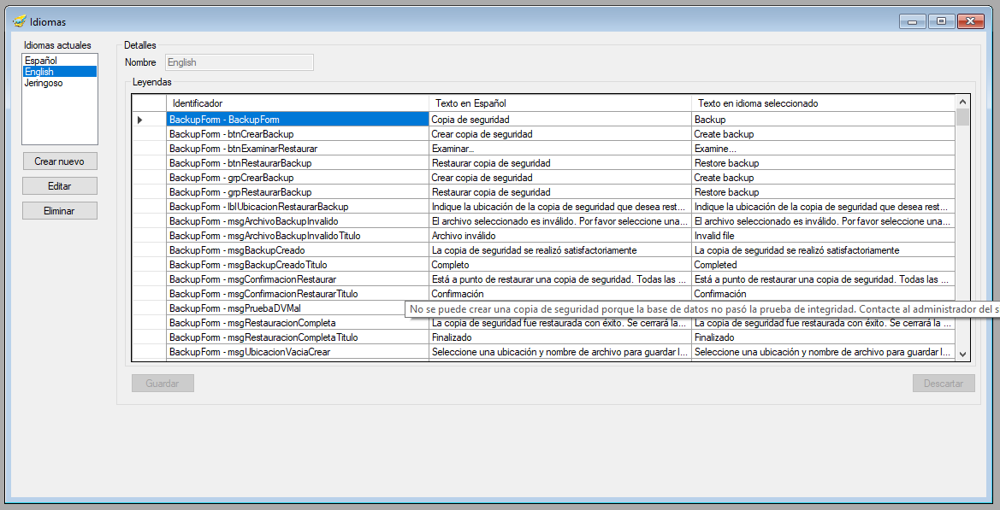 Idiomas
Idiomas actuales
Español
English
Jeringoso
Crear nuevo
Editar
Eliminar
Detalles
Nombre English
Leyendas
Identificador Texto en Español Texto en idioma seleccionado
BackupForm - BackupForm Copia de seguridad Backup
BackupForm - btnCrearBackup Crear copia de seguridad Create backup
BackupForm - btnExaminarRestaurar Examinar... Examine...
BackupForm - btnRestaurarBackup Restaurar copia de seguridad Restore backup
BackupForm - grpCrearBackup Crear copia de seguridad Create backup
BackupForm - grpRestaurarBackup Restaurar copia de seguridad Restore backup
BackupForm - lblUbicacionRestaurarBackup Indique la ubicación de la copia de seguridad que desea rest... Indique la ubicación de la copia de seguridad que desea rest...
BackupForm - msgArchivoBackupInvalido El archivo seleccionado es inválido. Por favor seleccione una... El archivo seleccionado es inválido. Por favor seleccione una...
BackupForm - msgArchivoBackupInvalidoTitulo Archivo inválido Invalid file
BackupForm - msgBackupCreado La copia de seguridad se realizó satisfactoriamente La copia de seguridad se realizó satisfactoriamente
BackupForm - msgBackupCreadoTitulo Completo Completed
BackupForm - msgConfirmacionRestaurar Está a punto de restaurar una copia de seguridad. Todas las ... Está a punto de restaurar una copia de seguridad. Todas las ...
BackupForm - msgConfirmacionRestaurarTitulo Confirmación Confirmación
BackupForm - msgPruebaDVMal No se puede crear una copia de seguridad porque la base de datos no pasó la prueba de integridad. Contacte al administrador del s
BackupForm - msgRestauracionCompleta La copia de seguridad fue restaurada con éxito. Se cerrará la... La copia de seguridad fue restaurada con éxito. Se cerrará la ...
BackupForm - msgRestauracionCompletaTitulo Finalizado Finalizado
BackupForm - msgUbicacionVaciaCrear Seleccione una ubicación y nombre de archivo para guardar l... Seleccione una ubicación y nombre de archivo para guardar l...
Guardar Descartar